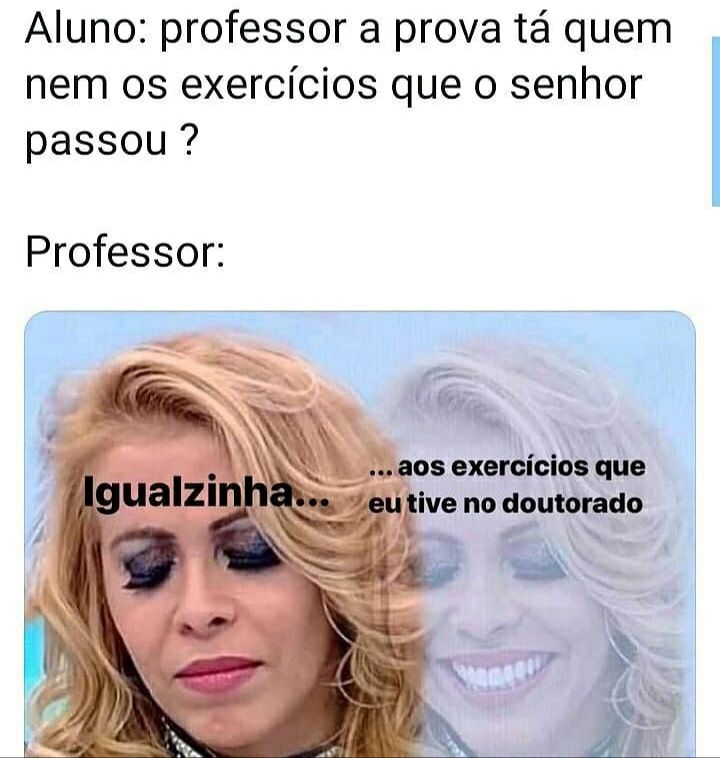 Aluno: professor a prova tá quem
nem os exercícios que o senhor
passou ?
Professor:
Igualzinha...
...aos exercícios que
eu tive no doutorado